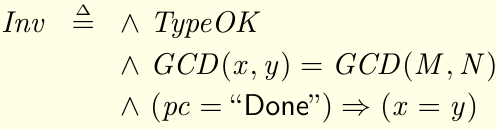 Inv ≜ ∧ TypeOK
∧ GCD(x, y) = GCD(M, N)
∧ (pc = “Done”) ⇒ (x = y)